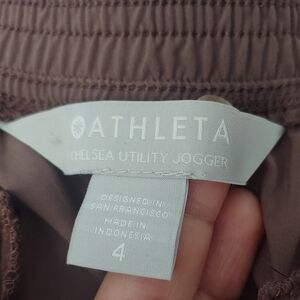 ATHLETA
CHELSEA UTILITY JOGGER
DESIGNED IN
SAN FRANCISCO
MADE IN
INDONESIA
4